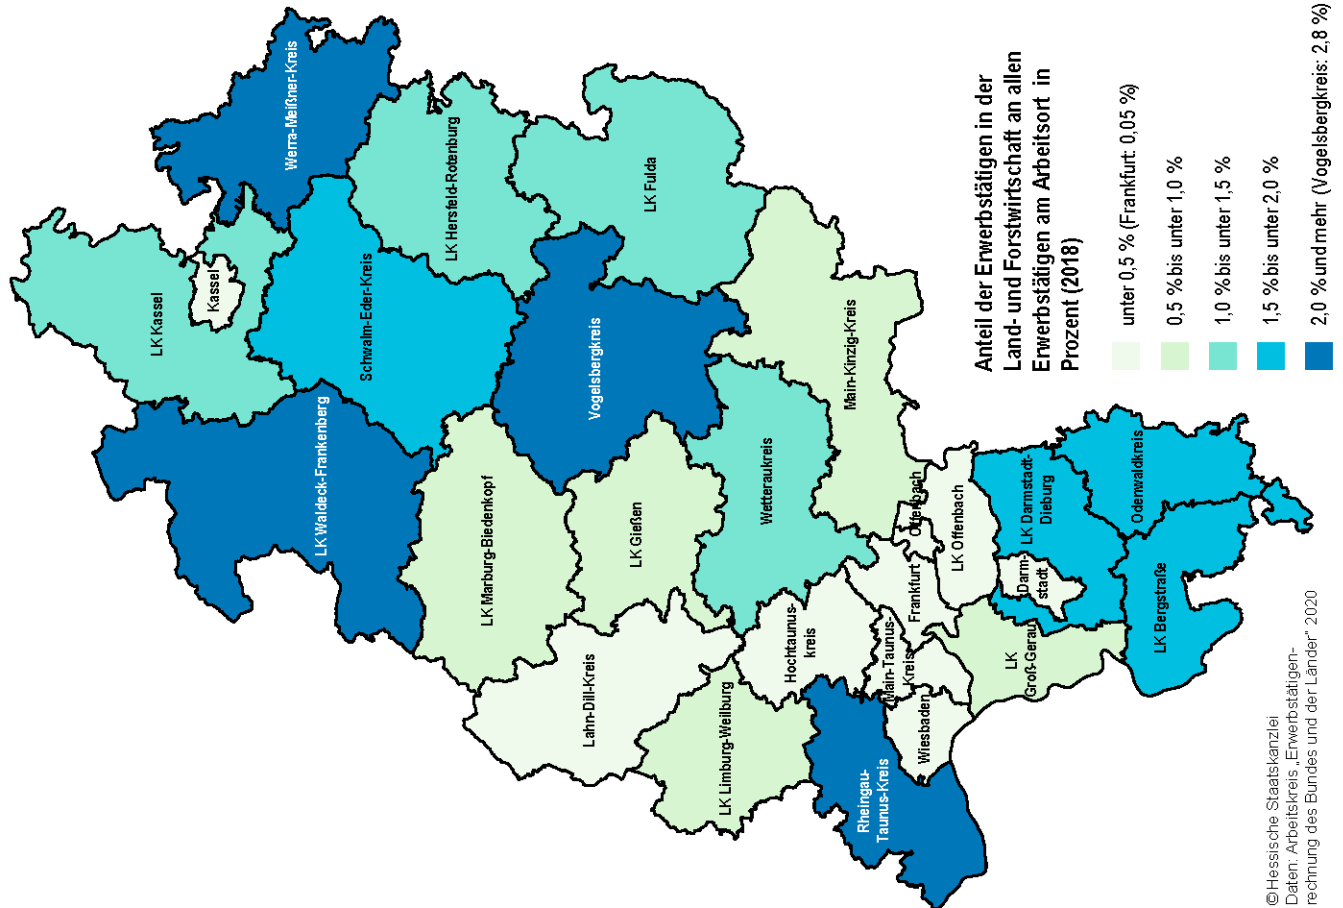 Werra-Meißner-Kreis
LK Kassel
Kassel
LK Hersfeld-Rotenburg
Schwalm-Eder-Kreis
LK Waldeck-Frankenberg
LK Fulda
Vogelsbergkreis
LK Marburg-Biedenkopf
LK Gießen
Lahn-Dill-Kreis
Wetteraukreis
Main-Kinzig-Kreis
LK Limburg-Weilburg
Hochtaunus-
kreis
Main-Taunus-
Kreis
Frankfurt
Offenbach
LK Offenbach
Rheingau-
Taunus-Kreis
Wiesbaden
LK
Groß-Gerau
Darm-
stadt
LK Darmstadt-
Dieburg
Odenwaldkreis
LK Bergstraße
Anteil der Erwerbstätigen in der
Land- und Forstwirtschaft an allen
Erwerbstätigen am Arbeitsort in
Prozent (2018)
unter 0,5 % (Frankfurt: 0,05 %)
0,5 % bis unter 1,0 %
1,0 % bis unter 1,5 %
1,5 % bis unter 2,0 %
2,0 % und mehr (Vogelsbergkreis: 2,8 %)
©Hessische Staatskanzlei
Daten: Arbeitskreis „Erwerbstätigen-
rechnung des Bundes und der Länder" 2020